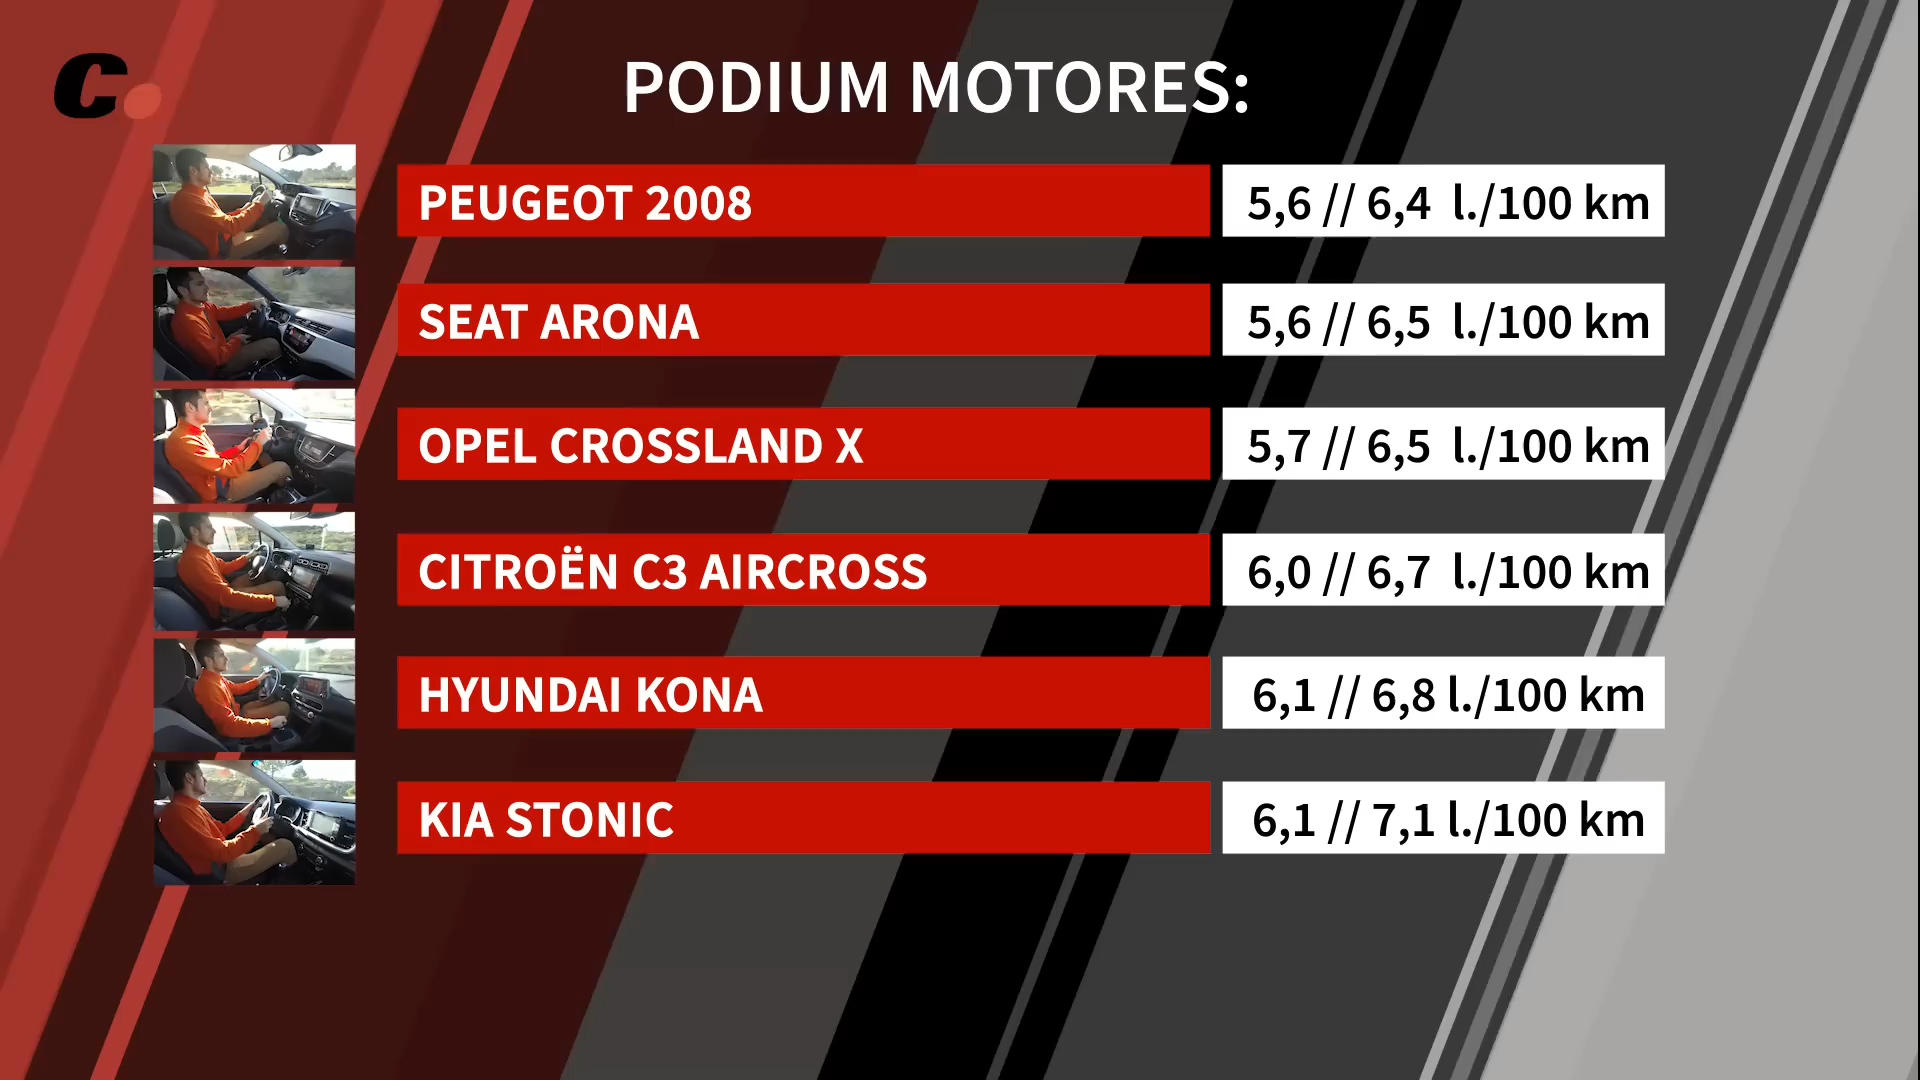 C.
PODIUM MOTORES:
PEUGEOT 2008 5,6 // 6,4 l./100 km
SEAT ARONA 5,6 // 6,5 l./100 km
OPEL CROSSLAND X 5,7 // 6,5 l./100 km
CITROËN C3 AIRCROSS 6,0 // 6,7 l./100 km
HYUNDAI KONA 6,1 // 6,8 l./100 km
KIA STONIC 6,1 // 7,1 l./100 km